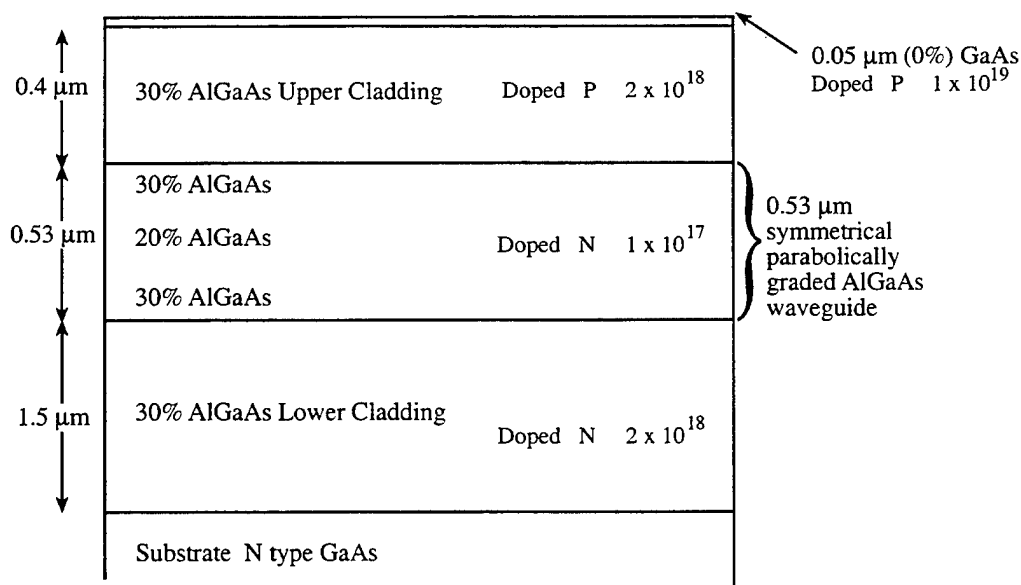 0.05 µm (0%) GaAs
Doped P 1 x 10^19
0.4 µm
30% AlGaAs Upper Cladding Doped P 2 x 10^18
30% AlGaAs
0.53 µm
20% AlGaAs Doped N 1 x 10^17
30% AlGaAs
0.53 µm
symmetrical
parabolically
graded AlGaAs
waveguide
1.5 µm
30% AlGaAs Lower Cladding
Doped N 2 x 10^18
Substrate N type GaAs